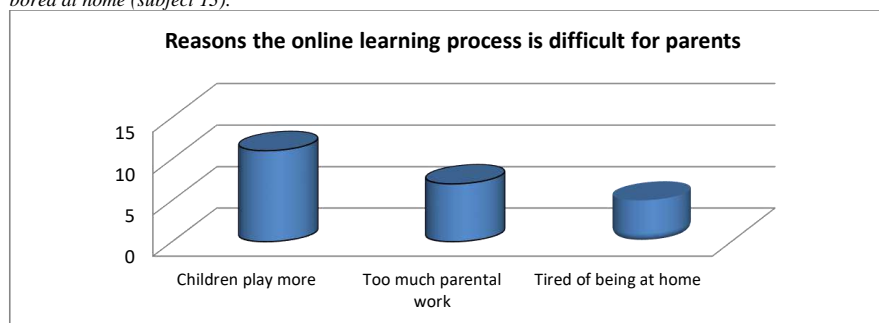 bored at home (subject 15).
Reasons the online learning process is difficult for parents
15
10
5
0
Children play more
Too much parental
work
Tired of being at home